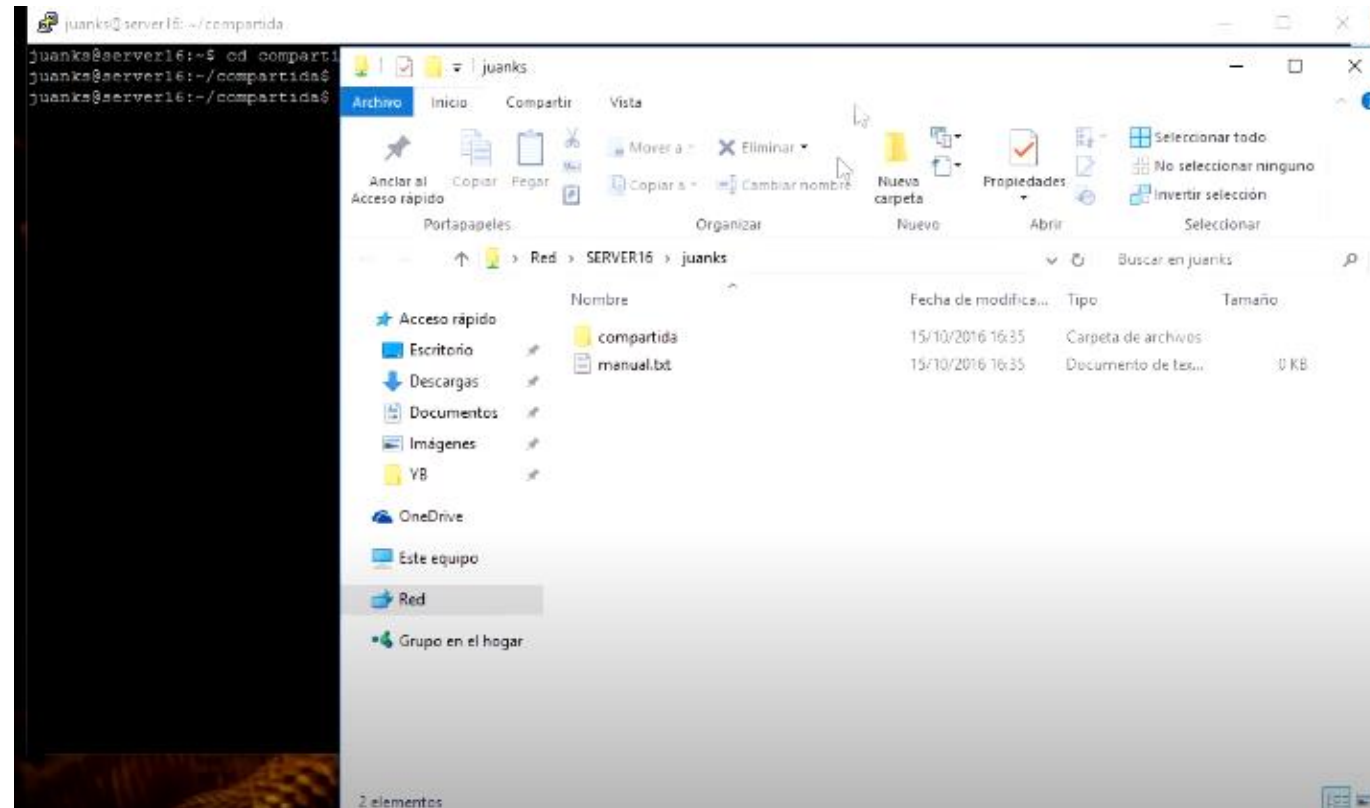 juanks@server16: ~/compartida
juanks@server16:~$ cd comparti
juanks@server16:~/compartida$
juanks@server16:~/compartida$
juanks
Archivo Inicio Compartir Vista
Anclar al Acceso rápido
Copiar
Pegar
Mover a
Copiar a
Eliminar
Cambiar nombre
Nueva carpeta
Propiedades
Seleccionar todo
No seleccionar ninguno
Invertir selección
Portapapeles Organizar Nuevo Abrir Seleccionar
Red > SERVER16 > juanks
Buscar en juanks
Nombre Fecha de modifica... Tipo Tamaño
compartida 15/10/2016 16:35 Carpeta de archivos
manual.txt 15/10/2016 16:35 Documento de tex... 0 KB
Acceso rápido
Escritorio
Descargas
Documentos
Imágenes
VB
OneDrive
Este equipo
Red
Grupo en el hogar
2 elementos